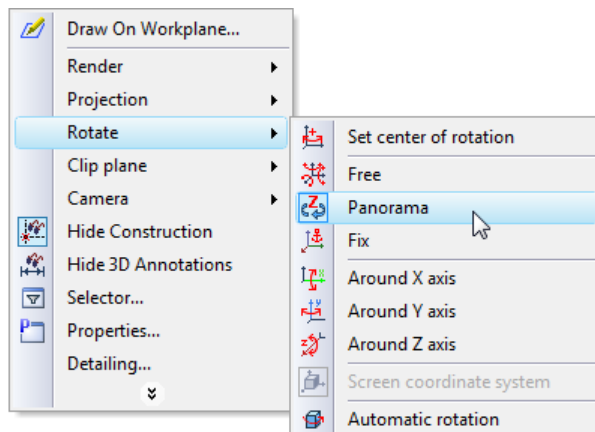 Draw On Workplane...
Render
Projection
Rotate
Clip plane
Camera
Hide Construction
Hide 3D Annotations
Selector...
Properties...
Detailing...
Set center of rotation
Free
Panorama
Fix
Around X axis
Around Y axis
Around Z axis
Screen coordinate system
Automatic rotation